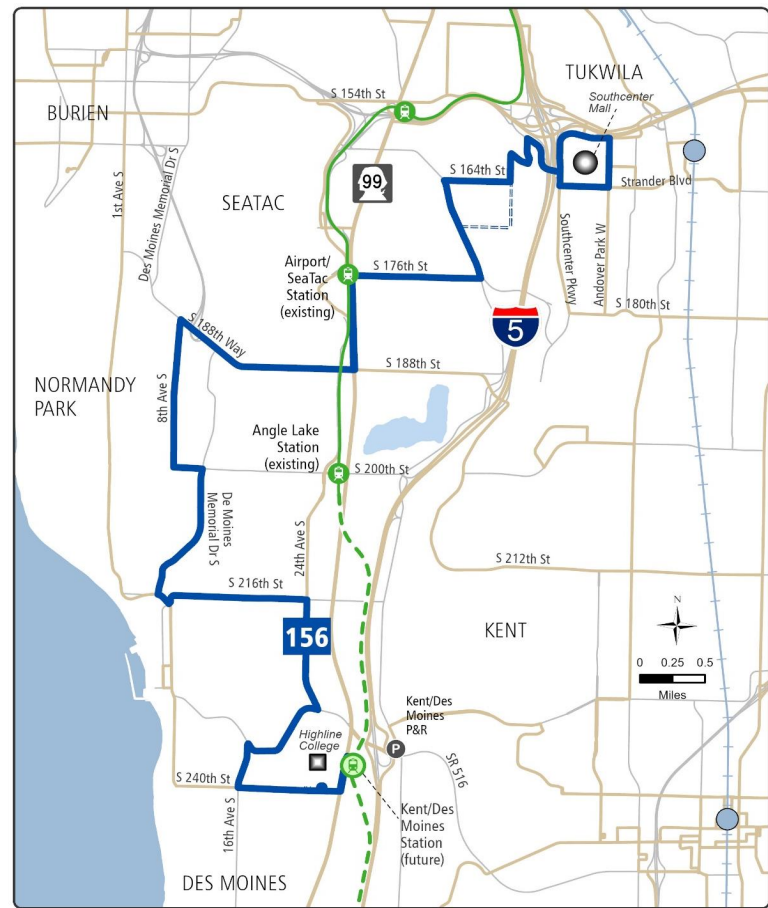 TUKWILA
Southcenter
Mall
S 154th St
BURIEN
1st Ave S
Des Moines Memorial Dr S
99
S 164th St
Strander Blvd
SEATAC
Southcenter Pkwy
Andover Park W
Airport/
SeaTac
Station
(existing)
S 176th St
S 180th St
5
S 188th Way
S 188th St
NORMANDY
PARK
8th Ave S
Angle Lake
Station
(existing)
S 200th St
De Moines
Memorial Dr S
24th Ave S
S 212th St
S 216th St
156
KENT
N
0 0.25 0.5
Miles
Kent/Des
Moines
P&R
P
Highline
College
SR 516
S 240th St
16th Ave S
Kent/Des
Moines
Station
(future)
DES MOINES